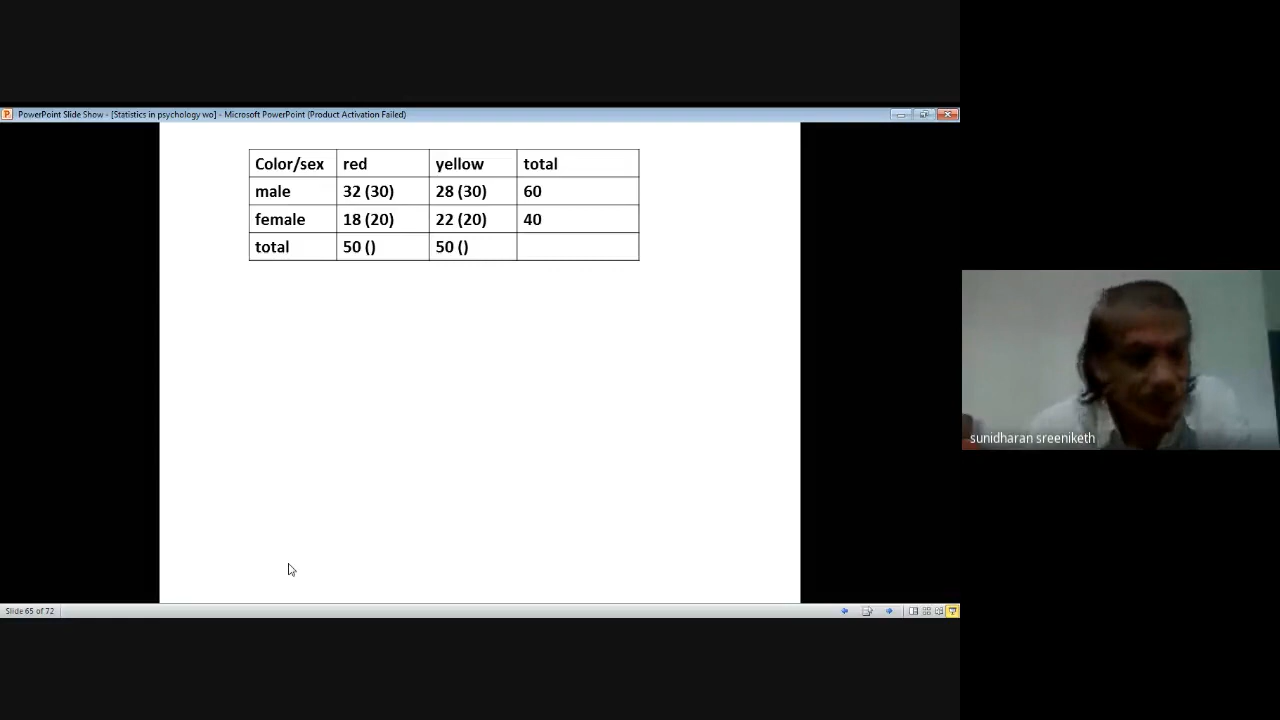 PowerPoint Slide Show - [Statistics in psychology wo] - Microsoft PowerPoint (Product Activation Failed)
Color/sex red yellow total
male 32 (30) 28 (30) 60
female 18 (20) 22 (20) 40
total 50 () 50 ()
sunidharan sreeniketh
Slide 65 of 72